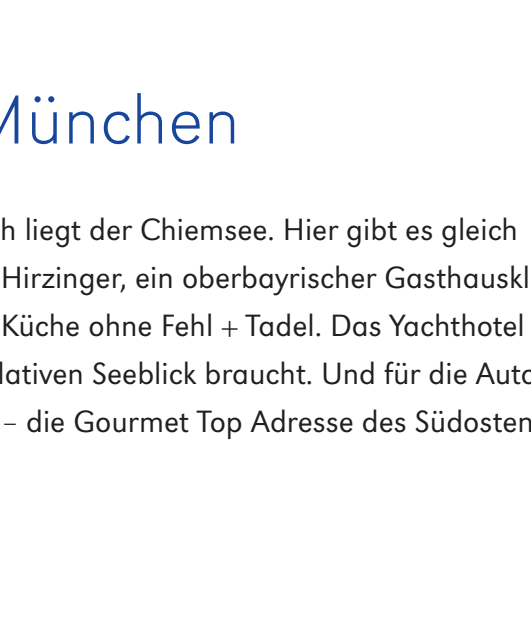 München
h liegt der Chiemsee. Hier gibt es gleich
Hirzinger, ein oberbayrischer Gasthauskl
Küche ohne Fehl + Tadel. Das Yachthotel
lativen Seeblick braucht. Und für die Auto
– die Gourmet Top Adresse des Südosten